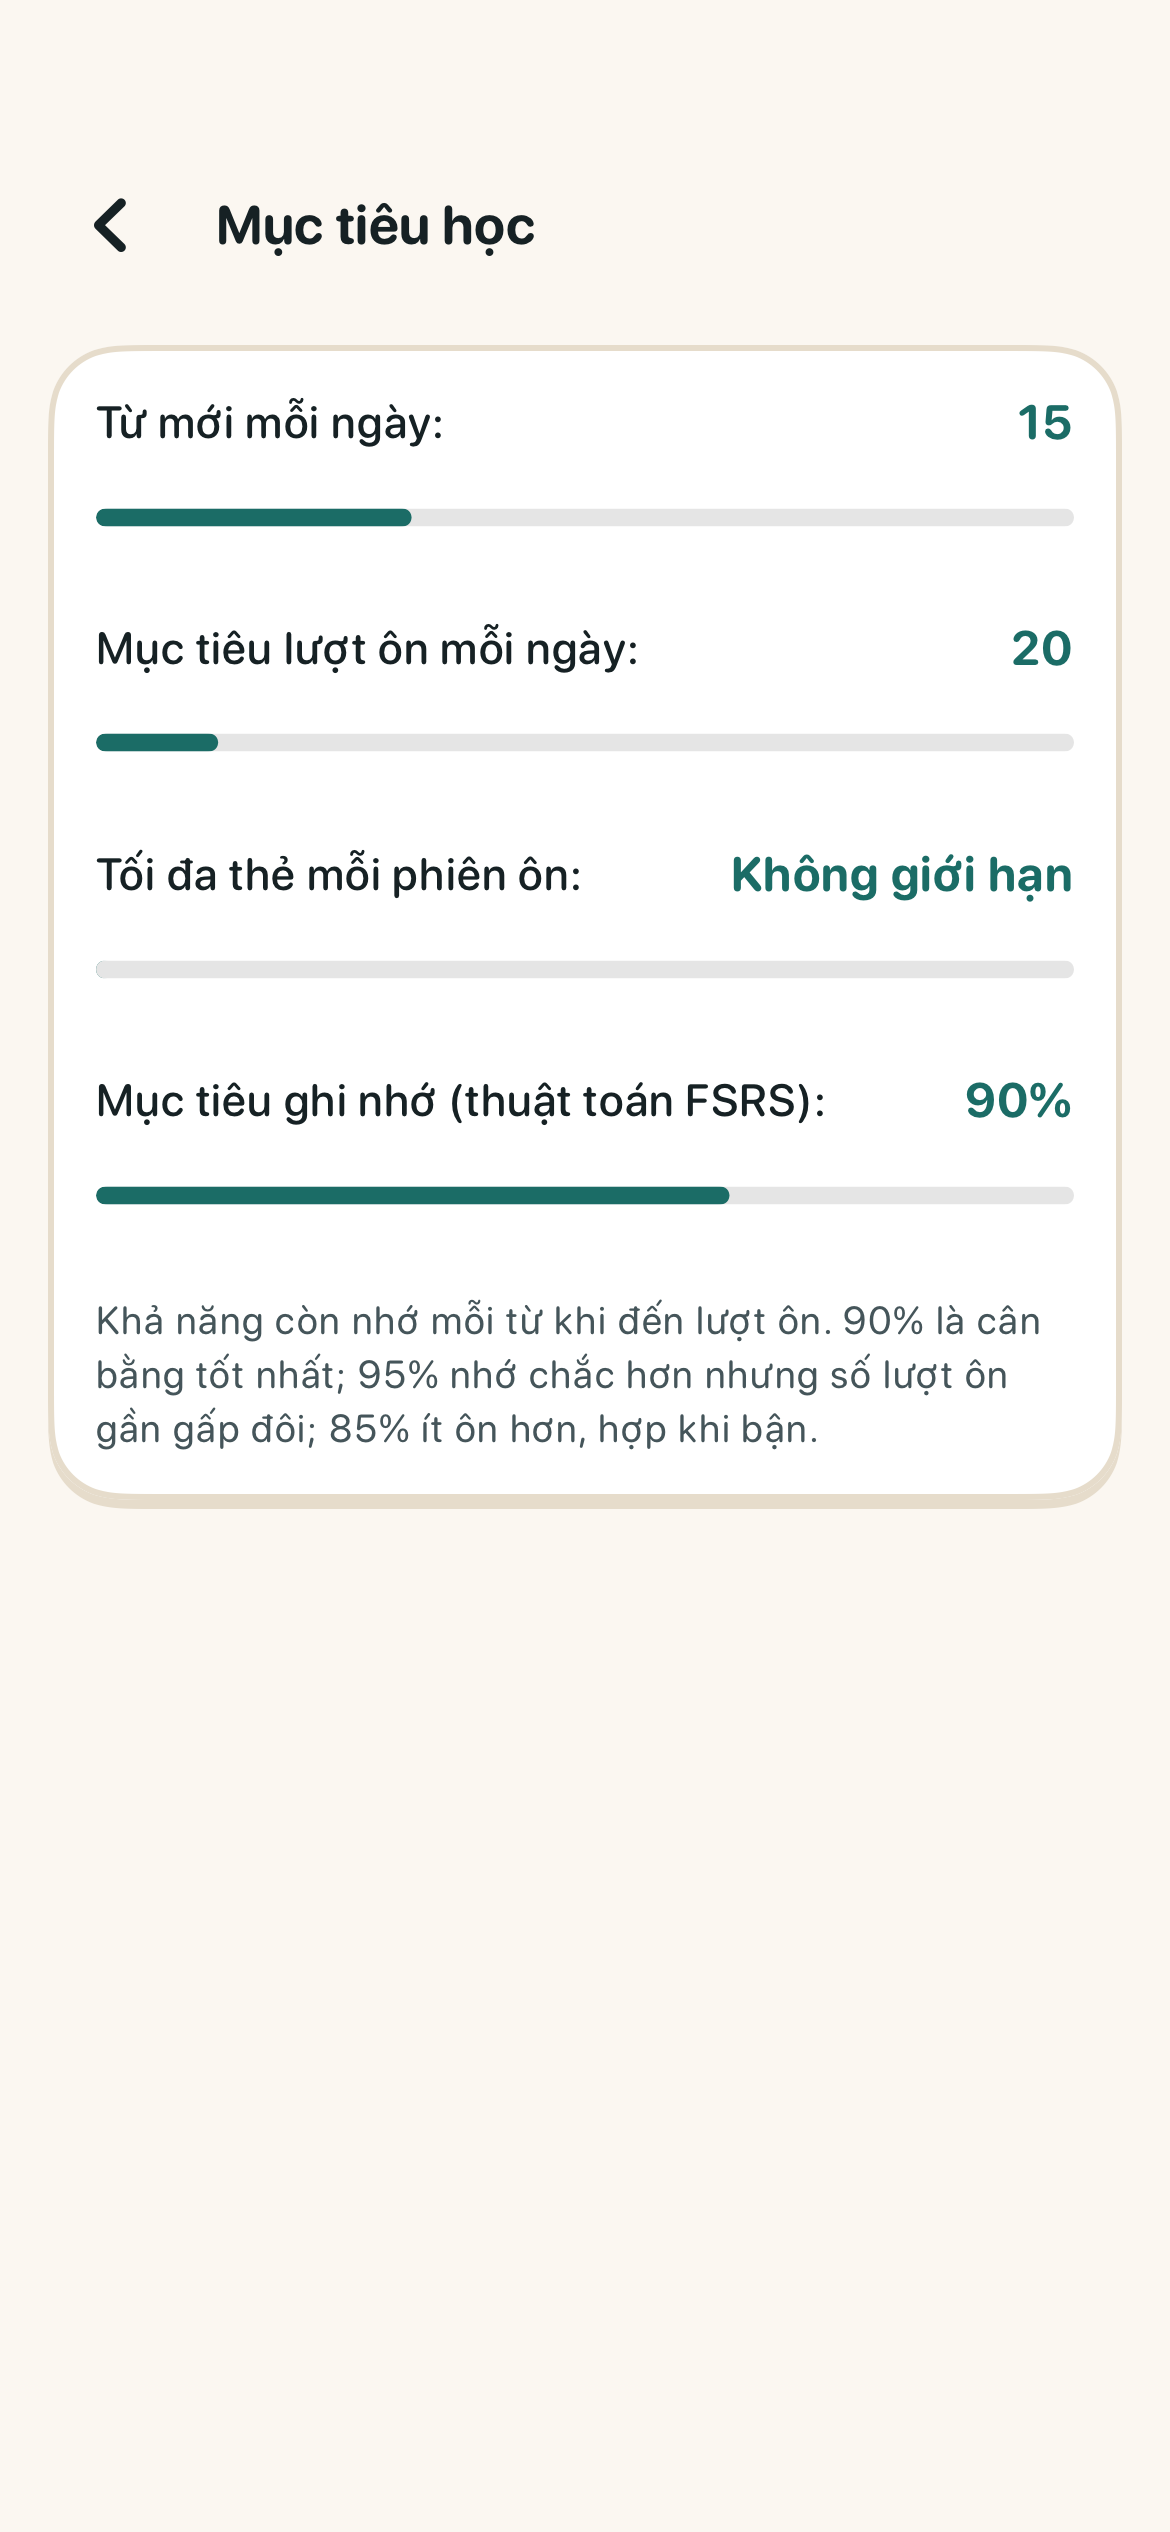 Mục tiêu học
Từ mới mỗi ngày: 15
Mục tiêu lượt ôn mỗi ngày: 20
Tối đa thẻ mỗi phiên ôn: Không giới hạn
Mục tiêu ghi nhớ (thuật toán FSRS): 90%
Khả năng còn nhớ mỗi từ khi đến lượt ôn. 90% là cân
bằng tốt nhất; 95% nhớ chắc hơn nhưng số lượt ôn
gần gấp đôi; 85% ít ôn hơn, hợp khi bận.